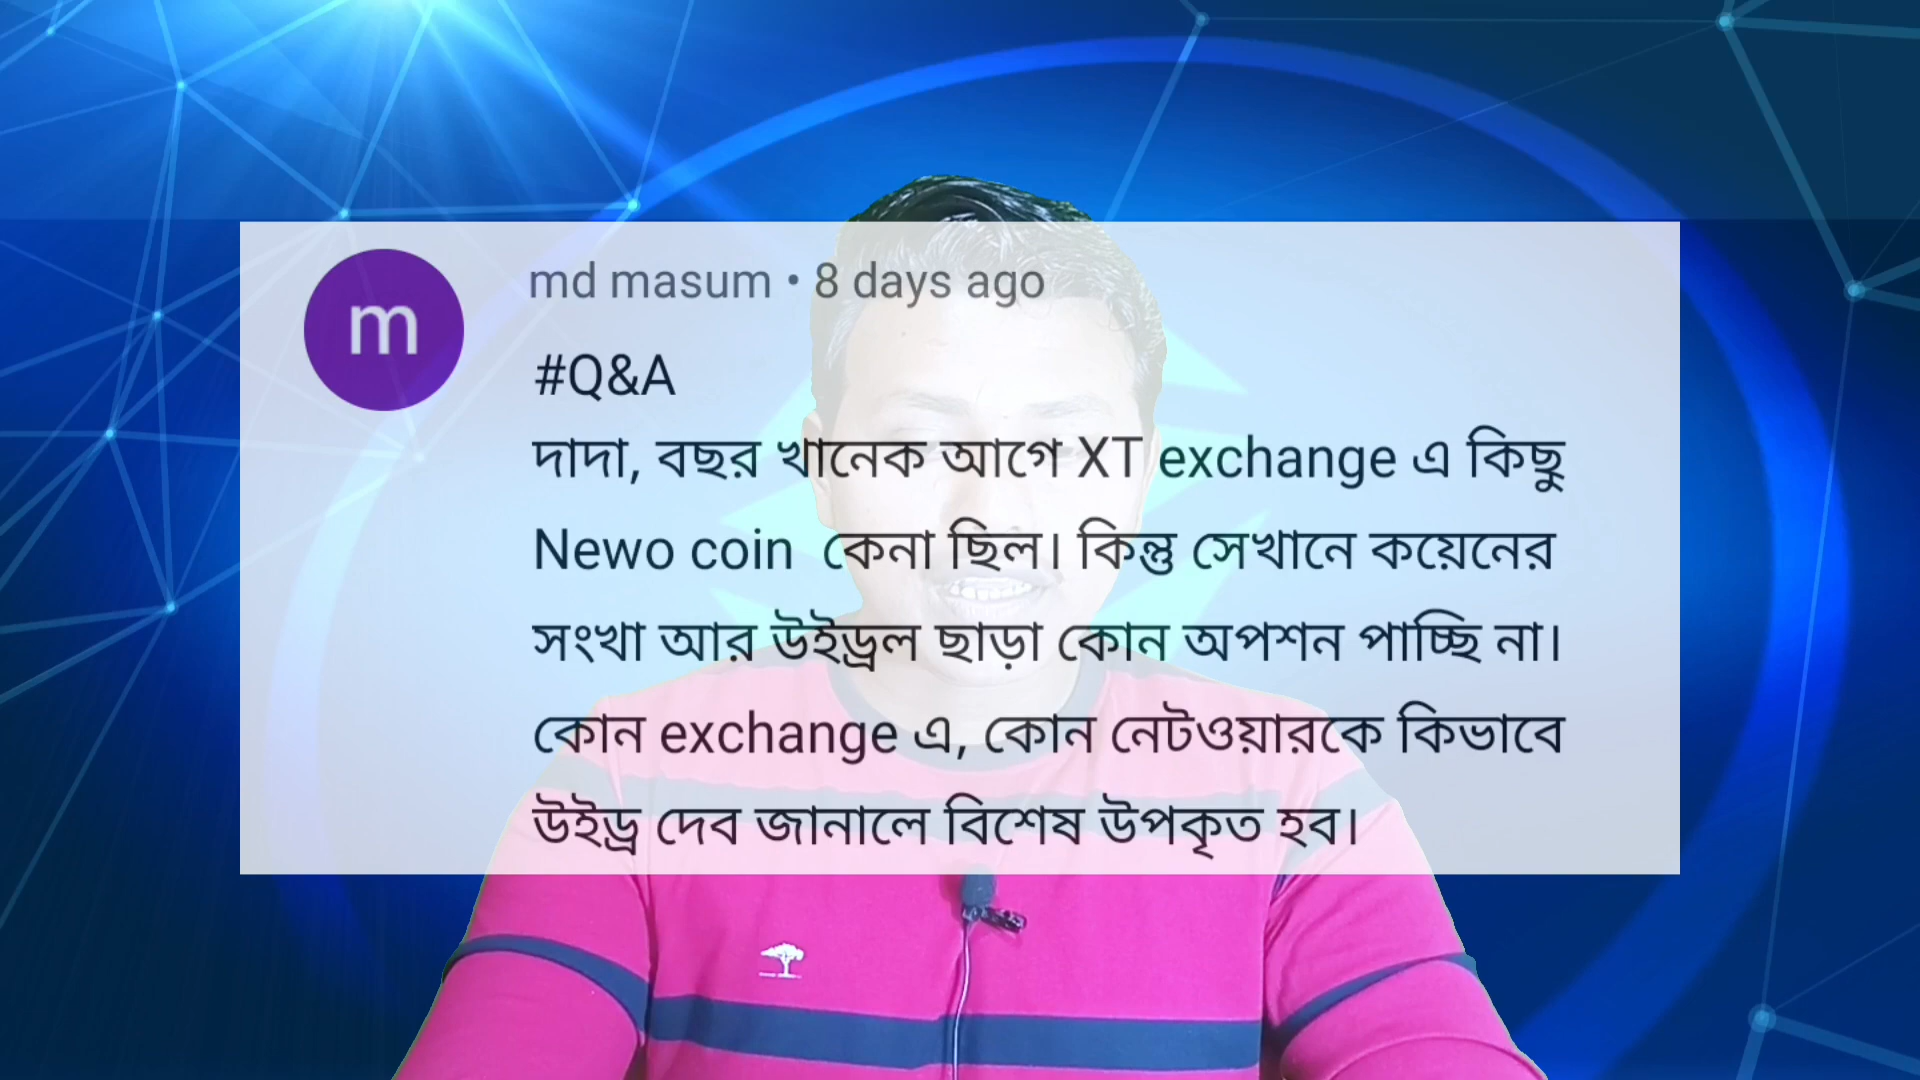 m
md masum • 8 days ago
#Q&A
দাদা, বছর খানেক আগে XT exchange এ কিছু
Newo coin কেনা ছিল। কিন্তু সেখানে কয়েনের
সংখা আর উইড্রল ছাড়া কোন অপশন পাচ্ছি না।
কোন exchange এ, কোন নেটওয়ারকে কিভাবে
উইড্র দেব জানালে বিশেষ উপকৃত হব।